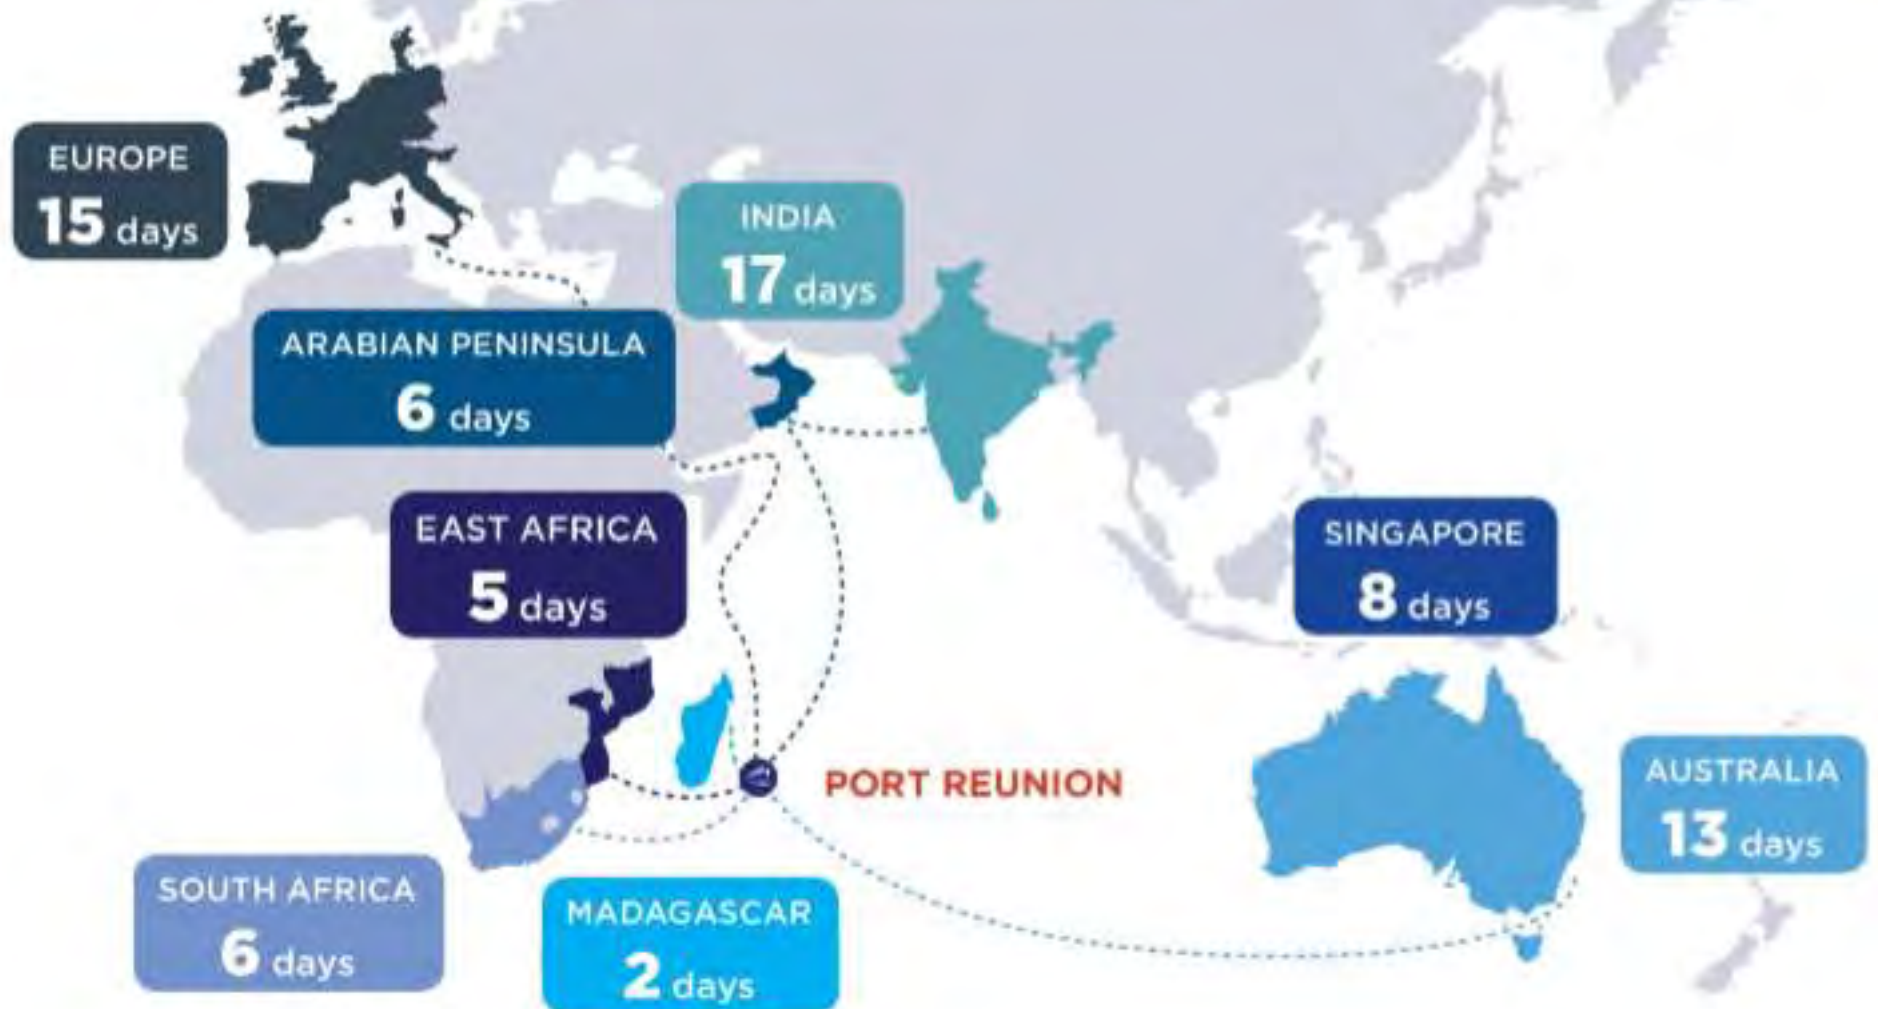 EUROPE
15 days
INDIA
17 days
ARABIAN PENINSULA
6 days
EAST AFRICA
5 days
SINGAPORE
8 days
PORT REUNION
AUSTRALIA
13 days
SOUTH AFRICA
6 days
MADAGASCAR
2 days